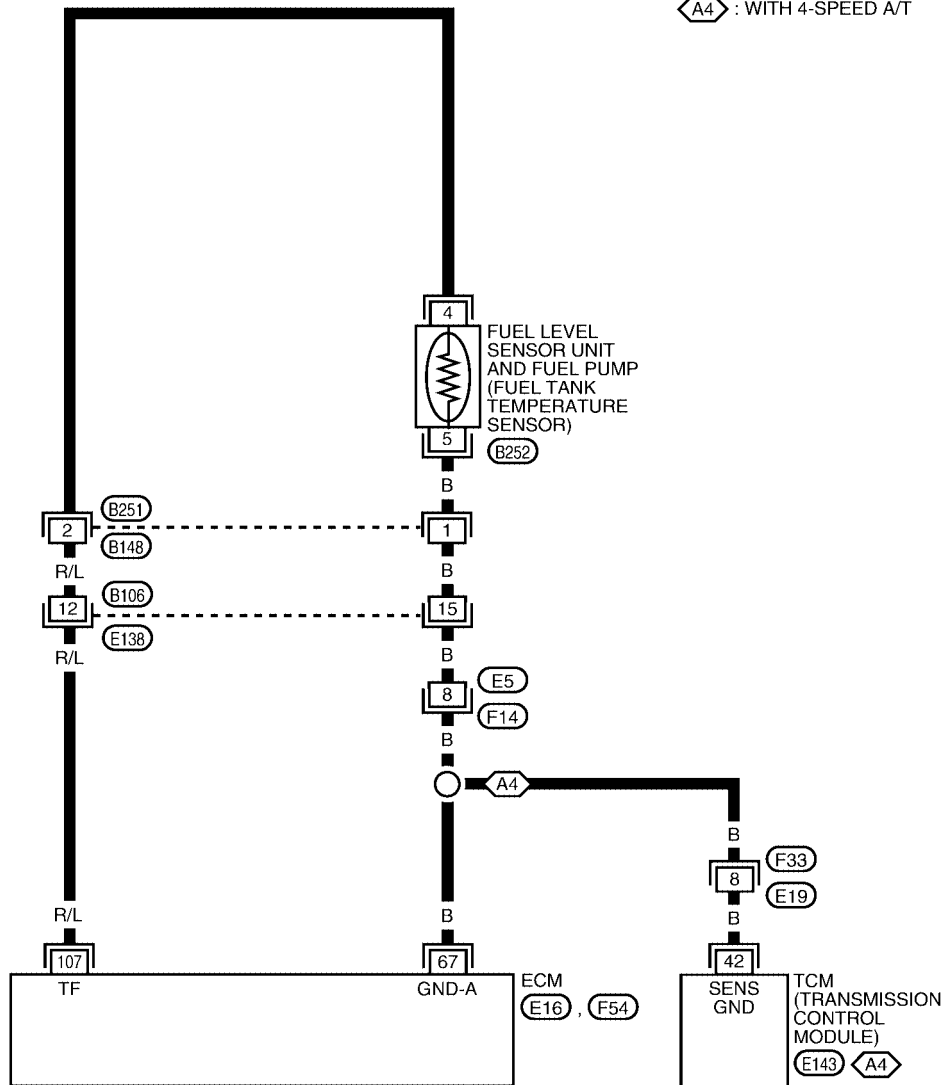 A4 : WITH 4-SPEED A/T
4
FUEL LEVEL
SENSOR UNIT
AND FUEL PUMP
(FUEL TANK
TEMPERATURE
SENSOR)
5
B252
B
B251
2
1
B148
R/L
B
B106
12
15
E138
R/L
B
E5
8
F14
B
A4
B
F33
8
E19
R/L
B
B
107
67
42
TF
GND-A
ECM
E16 , F54
SENS
GND
TCM
(TRANSMISSION
CONTROL
MODULE)
E143 A4